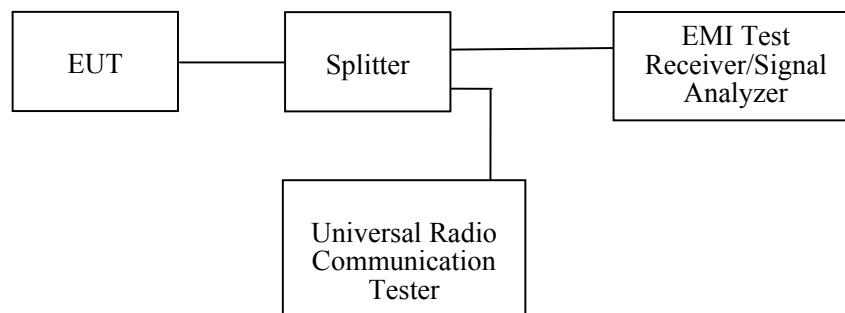 EUT
Splitter
EMI Test
Receiver/Signal
Analyzer
Universal Radio
Communication
Tester